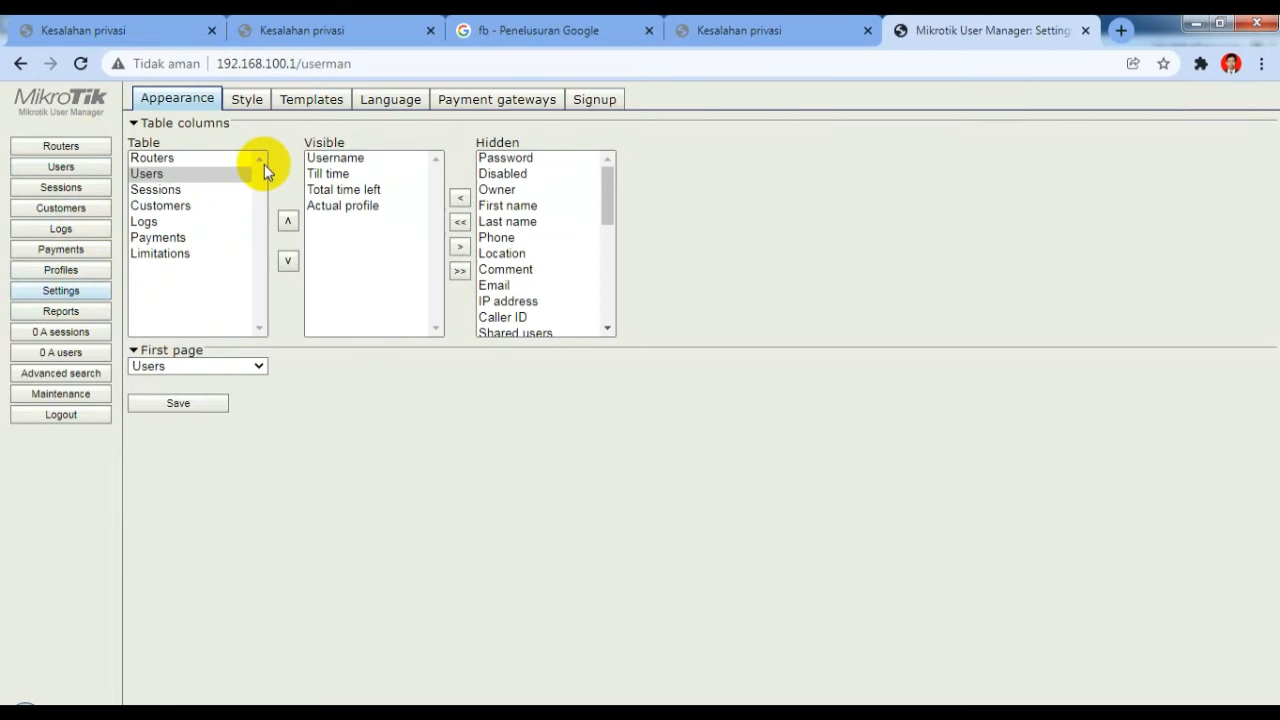 Kesalahan privasi
Kesalahan privasi
fb - Penelusuran Google
Kesalahan privasi
Mikrotik User Manager: Setting
Tidak aman
192.168.100.1/userman
MikroTik
Mikrotik User Manager
Routers
Users
Sessions
Customers
Logs
Payments
Profiles
Settings
Reports
0 A sessions
0 A users
Advanced search
Maintenance
Logout
Appearance
Style
Templates
Language
Payment gateways
Signup
Table columns
Table
Routers
Users
Sessions
Customers
Logs
Payments
Limitations
Visible
Username
Till time
Total time left
Actual profile
<
<<
>
>>
Hidden
Password
Disabled
Owner
First name
Last name
Phone
Location
Comment
Email
IP address
Caller ID
Shared users
First page
Users
Save